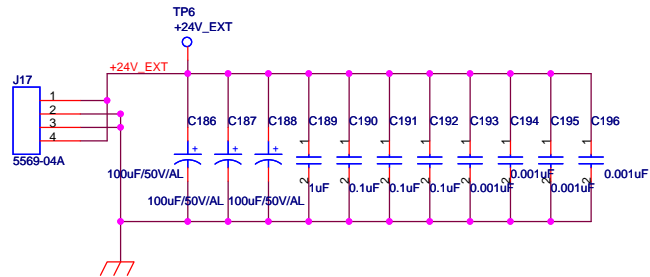 TP6
+24V_EXT
+24V_EXT
J17
1
2
3
4
5569-04A
C186
C187
C188
C189
C190
C191
C192
C193
C194
C195
C196
+
+
+
1
1
1
1
1
1
1
1
2
2
2
2
2
2
2
2
100uF/50V/AL
100uF/50V/AL
100uF/50V/AL
1uF
0.1uF
0.1uF
0.1uF
0.001uF
0.001uF
0.001uF
0.001uF